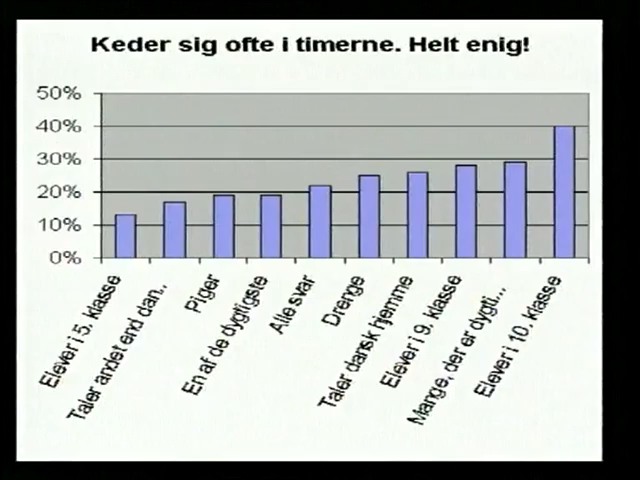 Keder sig ofte i timerne. Helt enig!
50%
40%
30%
20%
10%
0%
Elever i 5. klasse
Taler andet end dan..
Piger
En af de dygtigste
Alle svar
Drenge
Taler dansk hjemme
Elever i 9. klasse
Mange, der er dygti...
Elever i 10. klasse